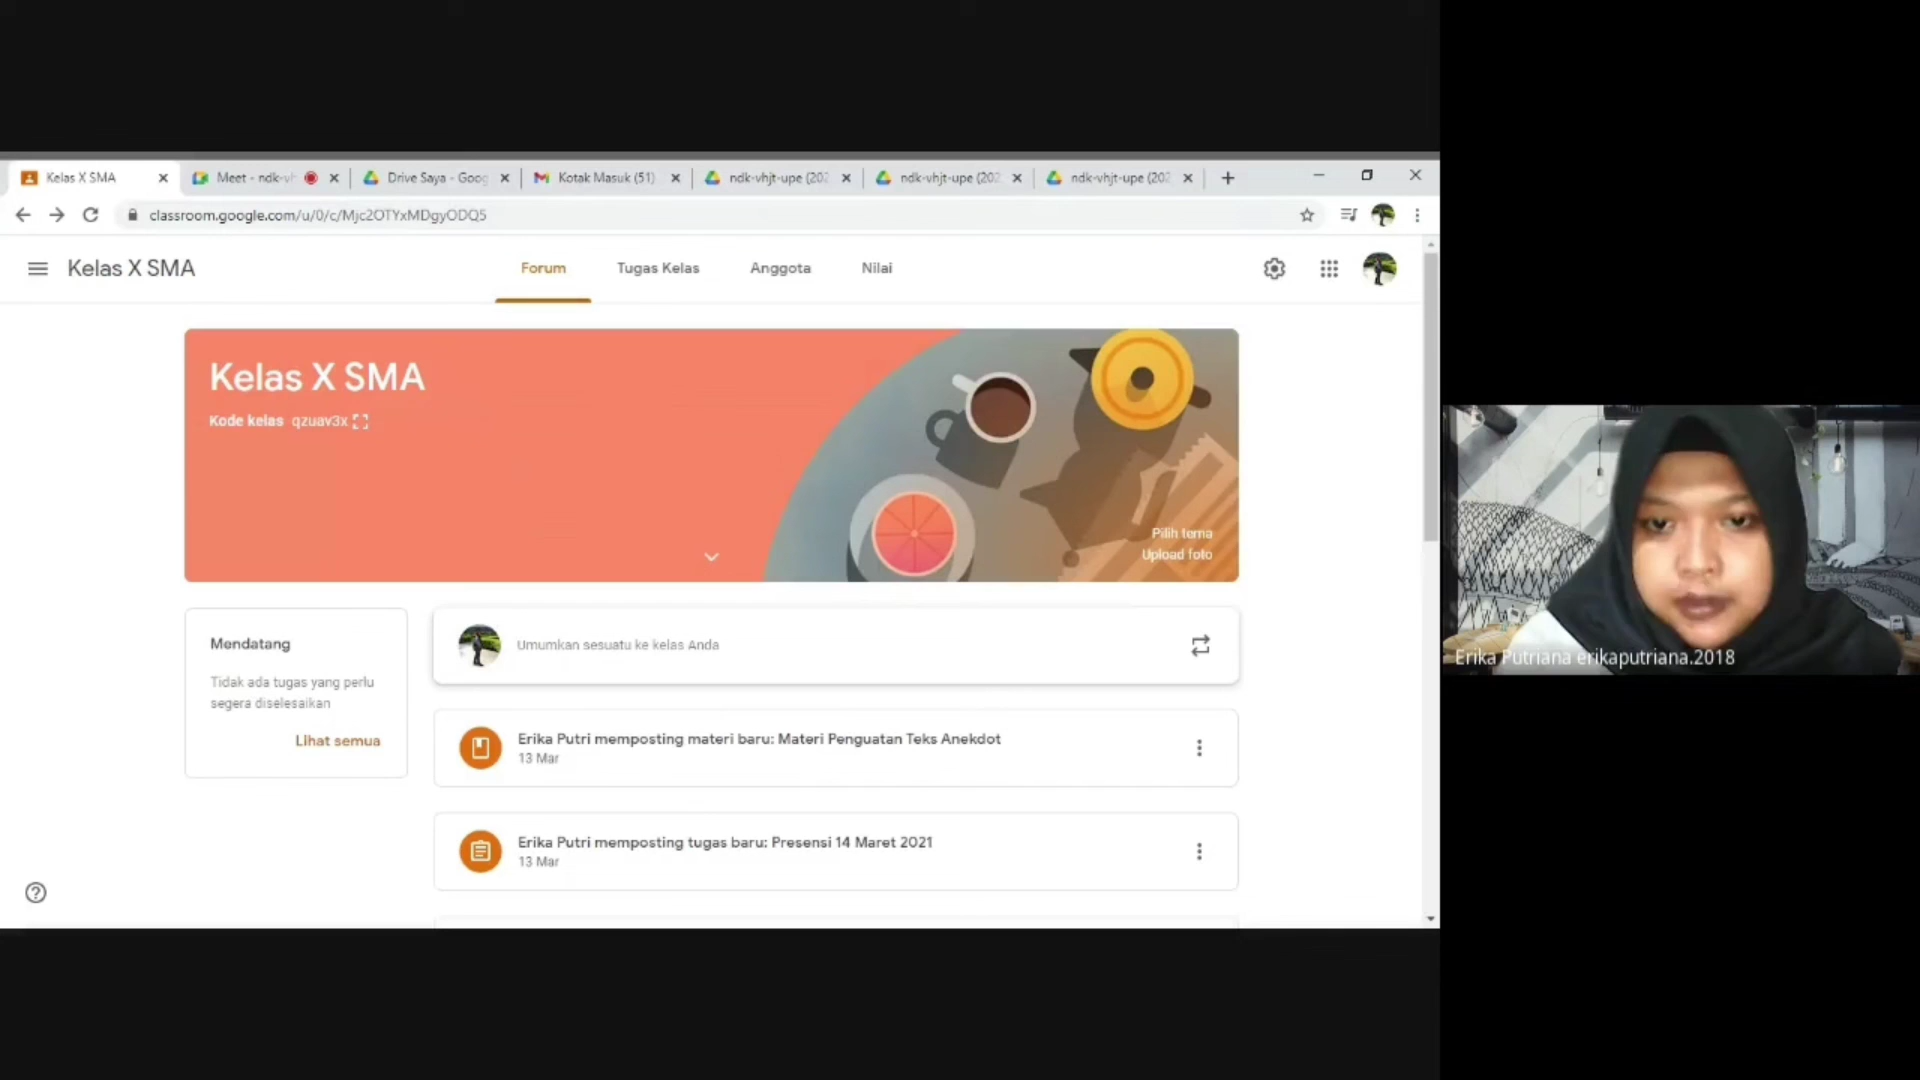 Kelas X SMA
Meet - ndk-vh
Drive Saya - Goog
Kotak Masuk (51)
ndk-vhjt-upe (202
ndk-vhjt-upe (202
ndk-vhjt-upe (202
classroom.google.com/u/0/c/Mjc2OTYxMDgyODQ5
Kelas X SMA
Forum
Tugas Kelas
Anggota
Nilai
Kelas X SMA
Kode kelas qzuav3x
Pilih tema
Upload foto
Mendatang
Tidak ada tugas yang perlu
segera diselesaikan
Lihat semua
Umumkan sesuatu ke kelas Anda
Erika Putri memposting materi baru: Materi Penguatan Teks Anekdot
13 Mar
Erika Putri memposting tugas baru: Presensi 14 Maret 2021
13 Mar
Erika Putriana erikaputriana.2018